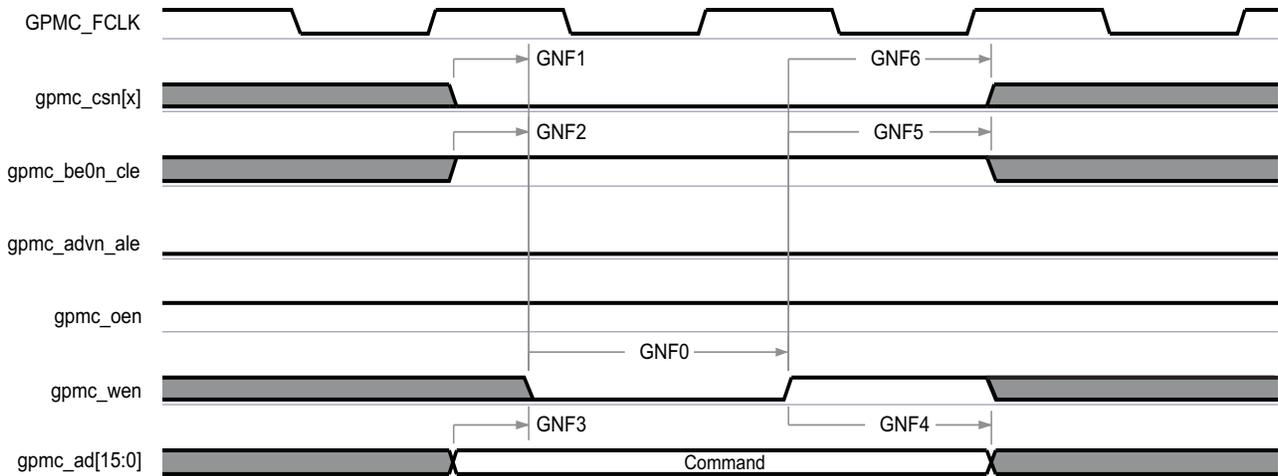 GPMC_FCLK
GNF1
GNF6
gpmc_csn[x]
GNF2
GNF5
gpmc_be0n_cle
gpmc_advn_ale
gpmc_oen
GNF0
gpmc_wen
GNF3
GNF4
gpmc_ad[15:0]
Command